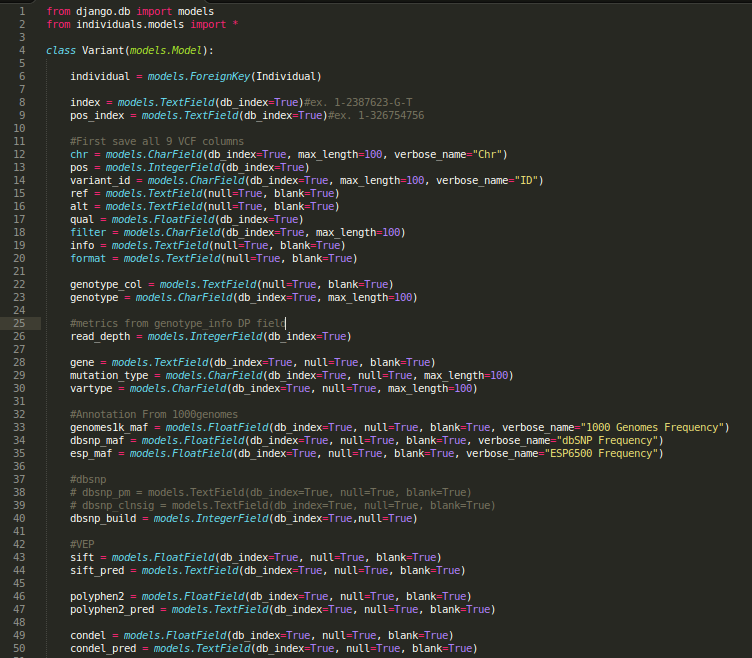 1 from django.db import models
2 from individuals.models import *
3
4 class Variant(models.Model):
5
6 individual = models.ForeignKey(Individual)
7
8 index = models.TextField(db_index=True)#ex. 1-2387623-G-T
9 pos_index = models.TextField(db_index=True)#ex. 1-326754756
10
11 #First save all 9 VCF columns
12 chr = models.CharField(db_index=True, max_length=100, verbose_name="Chr")
13 pos = models.IntegerField(db_index=True)
14 variant_id = models.CharField(db_index=True, max_length=100, verbose_name="ID")
15 ref = models.TextField(null=True, blank=True)
16 alt = models.TextField(null=True, blank=True)
17 qual = models.FloatField(db_index=True)
18 filter = models.CharField(db_index=True, max_length=100)
19 info = models.TextField(null=True, blank=True)
20 format = models.TextField(null=True, blank=True)
21
22 genotype_col = models.TextField(null=True, blank=True)
23 genotype = models.CharField(db_index=True, max_length=100)
24
25 #metrics from genotype_info DP field
26 read_depth = models.IntegerField(db_index=True)
27
28 gene = models.TextField(db_index=True, null=True, blank=True)
29 mutation_type = models.CharField(db_index=True, null=True, max_length=100)
30 vartype = models.CharField(db_index=True, null=True, max_length=100)
31
32 #Annotation From 1000genomes
33 genomes1k_maf = models.FloatField(db_index=True, null=True, blank=True, verbose_name="1000 Genomes Frequency")
34 dbsnp_maf = models.FloatField(db_index=True, null=True, blank=True, verbose_name="dbSNP Frequency")
35 esp_maf = models.FloatField(db_index=True, null=True, blank=True, verbose_name="ESP6500 Frequency")
36
37 #dbsnp
38 # dbsnp_pm = models.TextField(db_index=True, null=True, blank=True)
39 # dbsnp_clnsig = models.TextField(db_index=True, null=True, blank=True)
40 dbsnp_build = models.IntegerField(db_index=True,null=True)
41
42 #VEP
43 sift = models.FloatField(db_index=True, null=True, blank=True)
44 sift_pred = models.TextField(db_index=True, null=True, blank=True)
45
46 polyphen2 = models.FloatField(db_index=True, null=True, blank=True)
47 polyphen2_pred = models.TextField(db_index=True, null=True, blank=True)
48
49 condel = models.FloatField(db_index=True, null=True, blank=True)
50 condel_pred = models.TextField(db_index=True, null=True, blank=True)